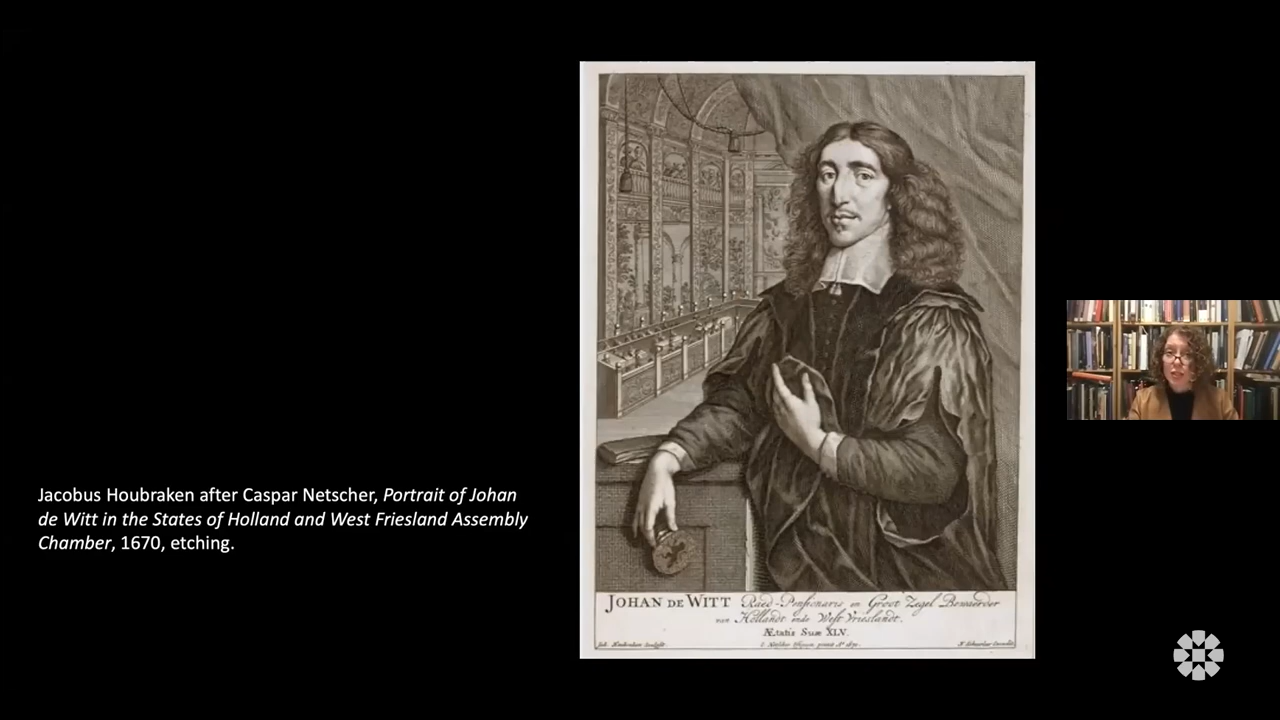 Jacobus Houbraken after Caspar Netscher, Portrait of Johan
de Witt in the States of Holland and West Friesland Assembly
Chamber, 1670, etching.
JOHAN DE WITT Raed-Pensionaris en Groot Zegel Bewaerder
van Hollandt ende West Vrieslandt.
Ætatis Suæ XLV.